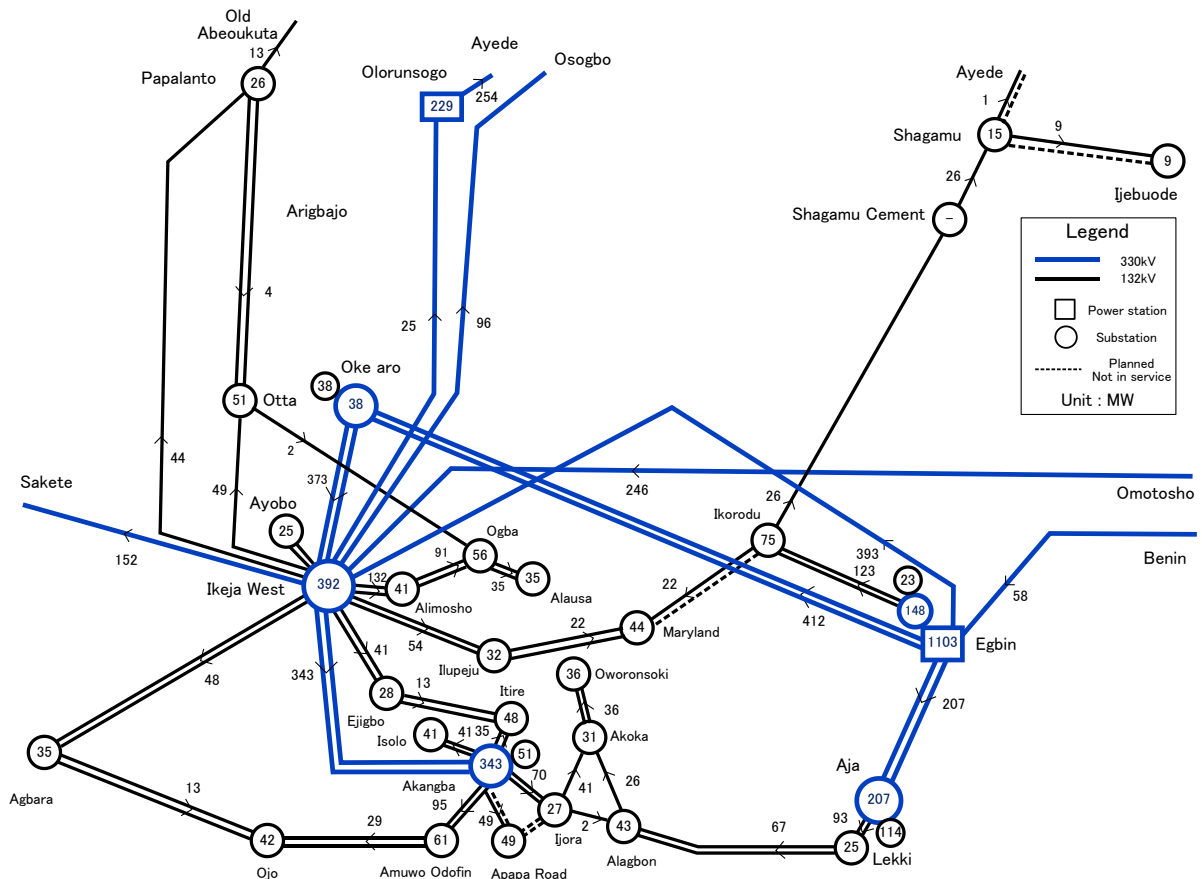 Old
Abeoukuta
13
Papalanto
26
Olorunsogo
229
Ayede
254
Osogbo
Ayede
1
Shagamu
15
9
9
Ijebuode
26
Shagamu Cement
-
Legend
330kV
132kV
Power station
Substation
Planned
Not in service
Unit : MW
Arigbajo
4
25
96
Oke aro
38
38
51
Otta
2
44
49
373
Sakete
152
Ayobo
25
246
Omotosho
Ikorodu
26
75
393
123
23
148
Benin
58
1103
Egbin
412
Ogba
56
91
35
35
Alausa
Ikeja West
392
132
41
Alimosho
22
22
44
Maryland
54
32
Ilupeju
48
343
41
28
Ejigbo
13
Itire
48
36
Oworonsoki
36
31
Akoka
207
Isolo
41
41
35
51
343
Akangba
70
41
26
Aja
207
35
Agbara
13
95
49
27
Ijora
2
43
Alagbon
67
93
114
25
Lekki
42
Ojo
29
61
Amuwo Odofin
49
Apapa Road